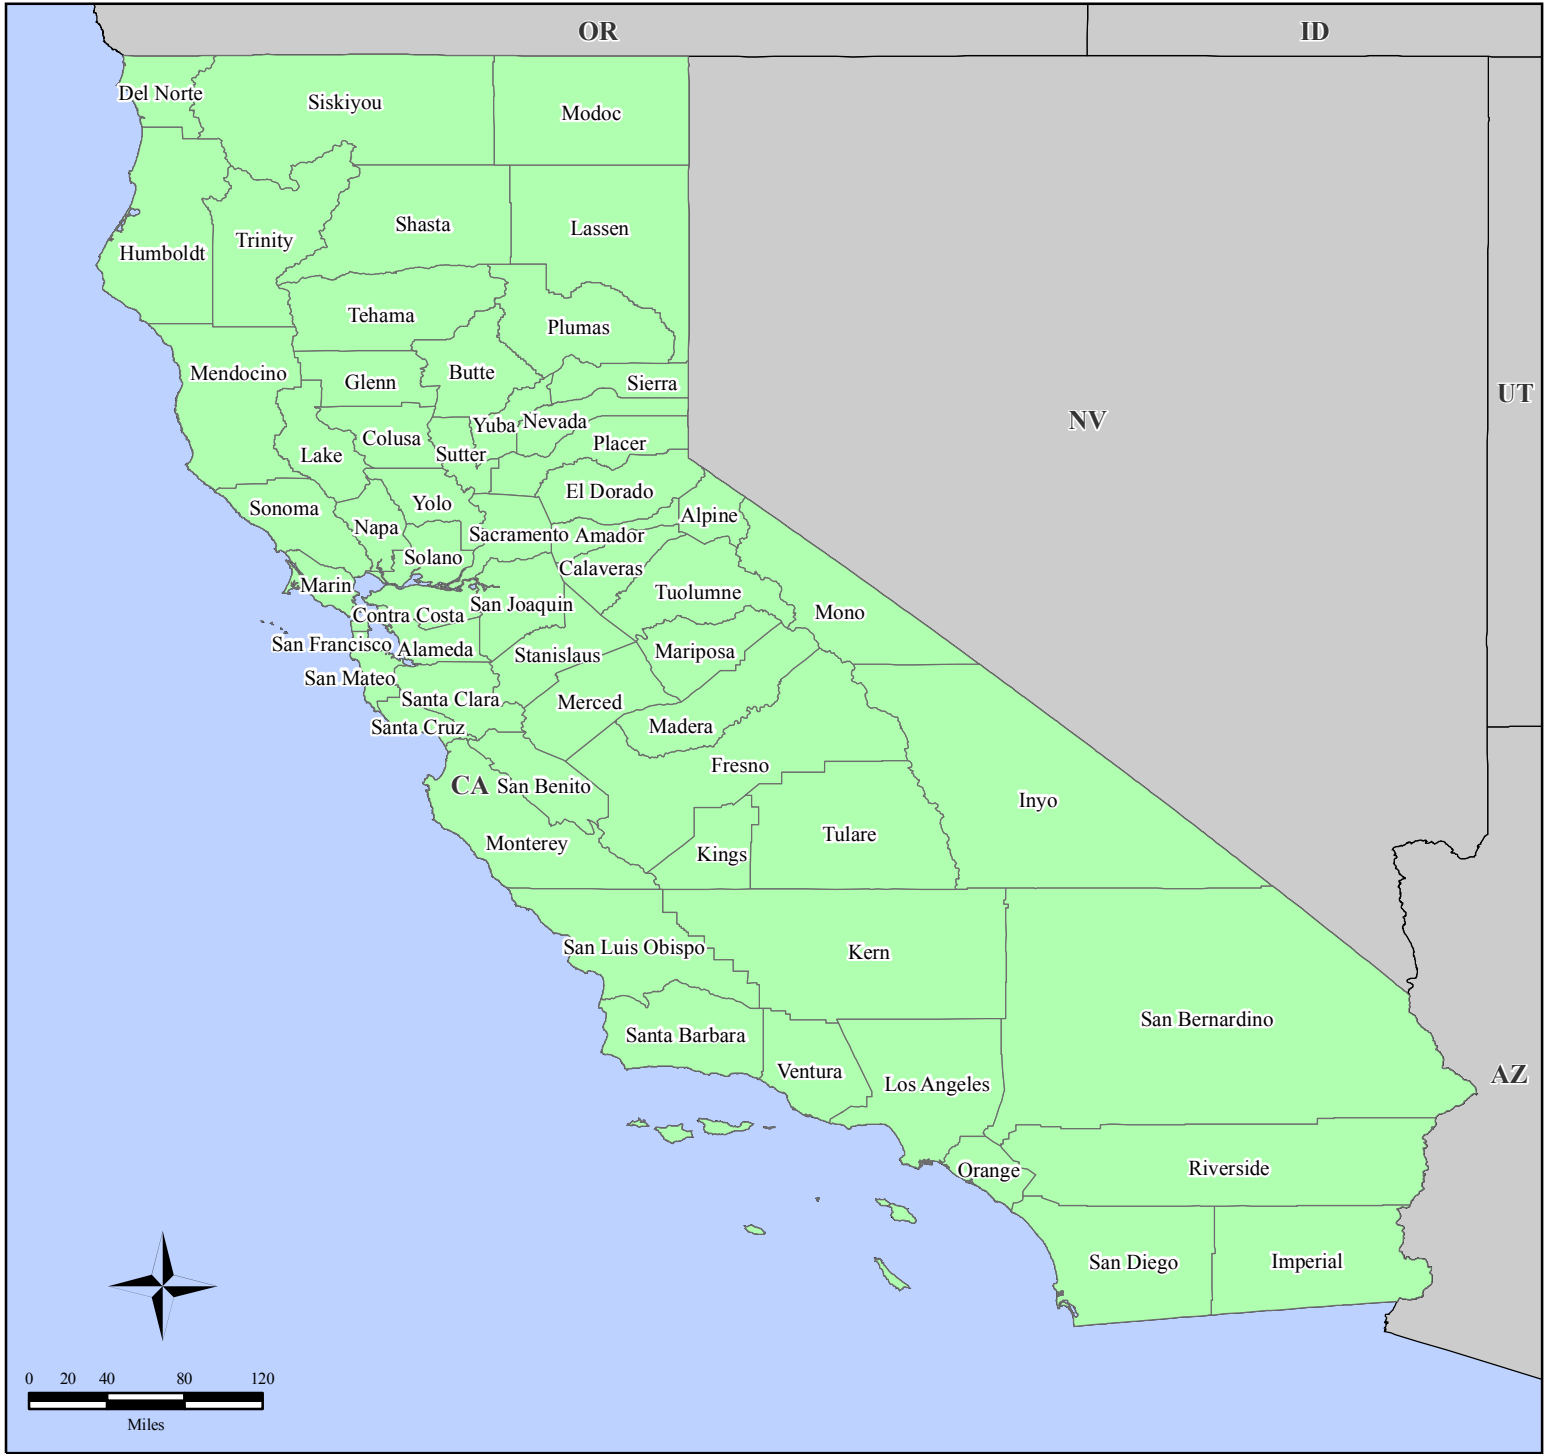 OR
ID
Del Norte
Siskiyou
Modoc
Shasta
Lassen
Trinity
Humboldt
Tehama
Plumas
Mendocino
Glenn
Butte
Sierra
UT
NV
Yuba
Nevada
Colusa
Placer
Lake
Sutter
El Dorado
Yolo
Sonoma
Alpine
Napa
Sacramento
Amador
Solano
Calaveras
Marin
Tuolumne
San Joaquin
Mono
Contra Costa
San Francisco
Alameda
Stanislaus
Mariposa
San Mateo
Santa Clara
Merced
Santa Cruz
Madera
Fresno
CA
San Benito
Inyo
Tulare
Monterey
Kings
San Luis Obispo
Kern
San Bernardino
Santa Barbara
Ventura
AZ
Los Angeles
Orange
Riverside
San Diego
Imperial
0 20 40 80 120
Miles